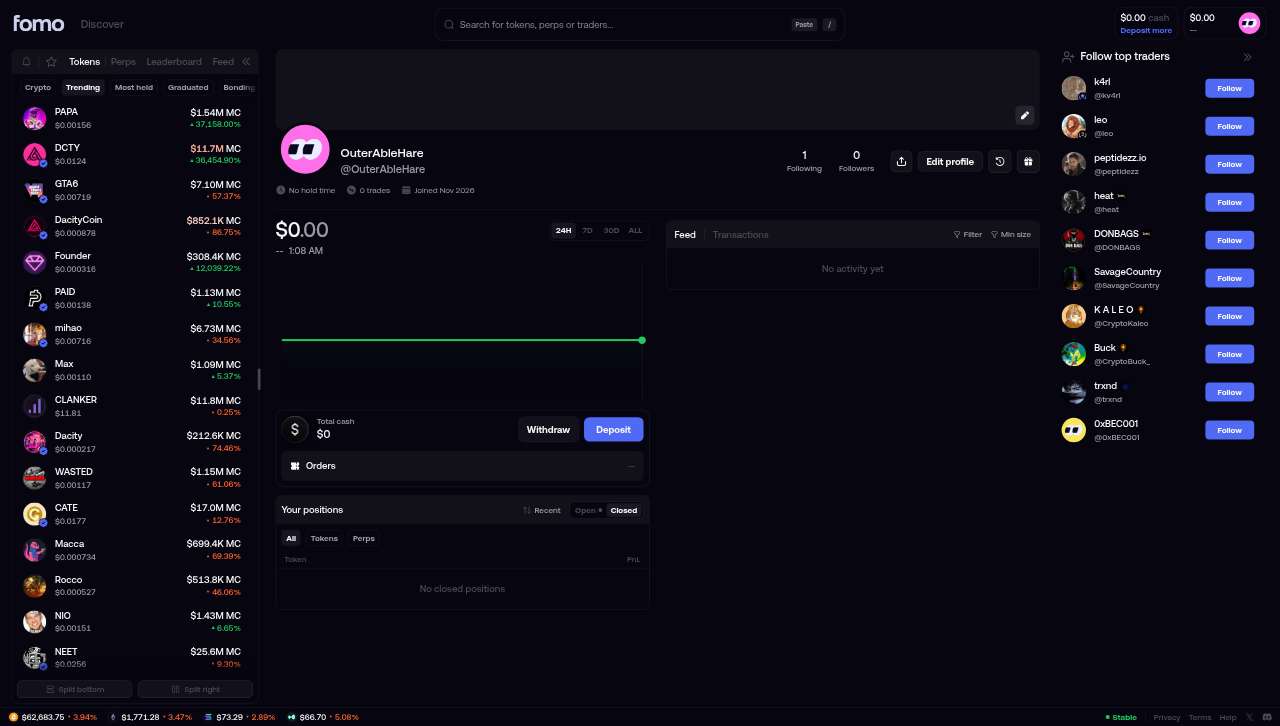 fomo Discover
Search for tokens, perps or traders... Paste /
$0.00 cash
Deposit more
$0.00
—
Tokens Perps Leaderboard Feed
Crypto Trending Most held Graduated Bonding
PAPA $1.54M MC
$0.00156 37,158.00%
DCTY $11.7M MC
$0.0124 36,454.90%
GTA6 $7.10M MC
$0.00719 57.37%
DacityCoin $852.1K MC
$0.000878 86.75%
Founder $308.4K MC
$0.000316 12,039.22%
PAID $1.13M MC
$0.00138 10.55%
mihao $6.73M MC
$0.00716 34.56%
Max $1.09M MC
$0.00110 5.37%
CLANKER $11.8M MC
$11.81 0.25%
Dacity $212.6K MC
$0.000217 74.46%
WASTED $1.15M MC
$0.00117 61.06%
CATE $17.0M MC
$0.0177 12.76%
Macca $699.4K MC
$0.000734 69.39%
Rocco $513.8K MC
$0.000527 46.06%
NIO $1.43M MC
$0.00151 6.65%
NEET $25.6M MC
$0.0256 9.30%
Split bottom Split right
OuterAbleHare
@OuterAbleHare
1 Following
0 Followers
Edit profile
No hold time 0 trades Joined Nov 2026
$0.00
24H 7D 30D ALL
-- 1:08 AM
Total cash
$0
Withdraw Deposit
Orders —
Your positions Recent Open Closed
All Tokens Perps
Token PnL
No closed positions
Feed Transactions Filter Min size
No activity yet
Follow top traders
k4rl
@kv4rl
Follow
leo
@leo
Follow
peptidezz.io
@peptidezz
Follow
heat
@heat
Follow
DONBAGS
@DONBAGS
Follow
SavageCountry
@SavageCountry
Follow
K A L E O
@CryptoKaleo
Follow
Buck
@CryptoBuck_
Follow
trxnd
@trxnd
Follow
0xBEC001
@0xBEC001
Follow
$62,683.75 3.94% $1,771.28 3.47% $73.29 2.89% $66.70 5.08%
Stable Privacy Terms Help